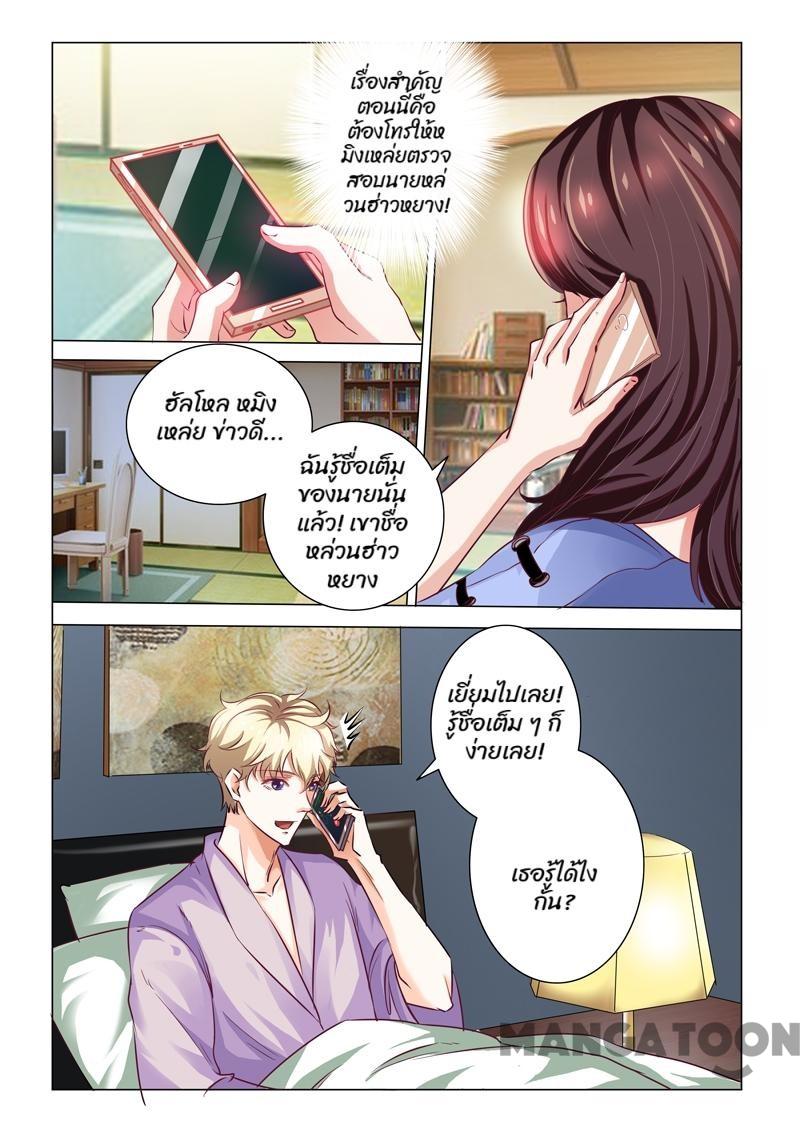 เรื่องสำคัญ
ตอนนี้คือ
ต้องโทรให้ห
มิงเหล่ยตรวจ
สอบนายหล่
วนฮ่าวหยาง!
ฮัลโหล หมิง
เหล่ย ข่าวดี...
ฉันรู้ชื่อเต็ม
ของนายนั่น
แล้ว! เขาชื่อ
หล่วนฮ่าว
หยาง
เยี่ยมไปเลย!
รู้ชื่อเต็ม ๆ ก็
ง่ายเลย!
เธอรู้ได้ไง
กัน?
MANGATOON